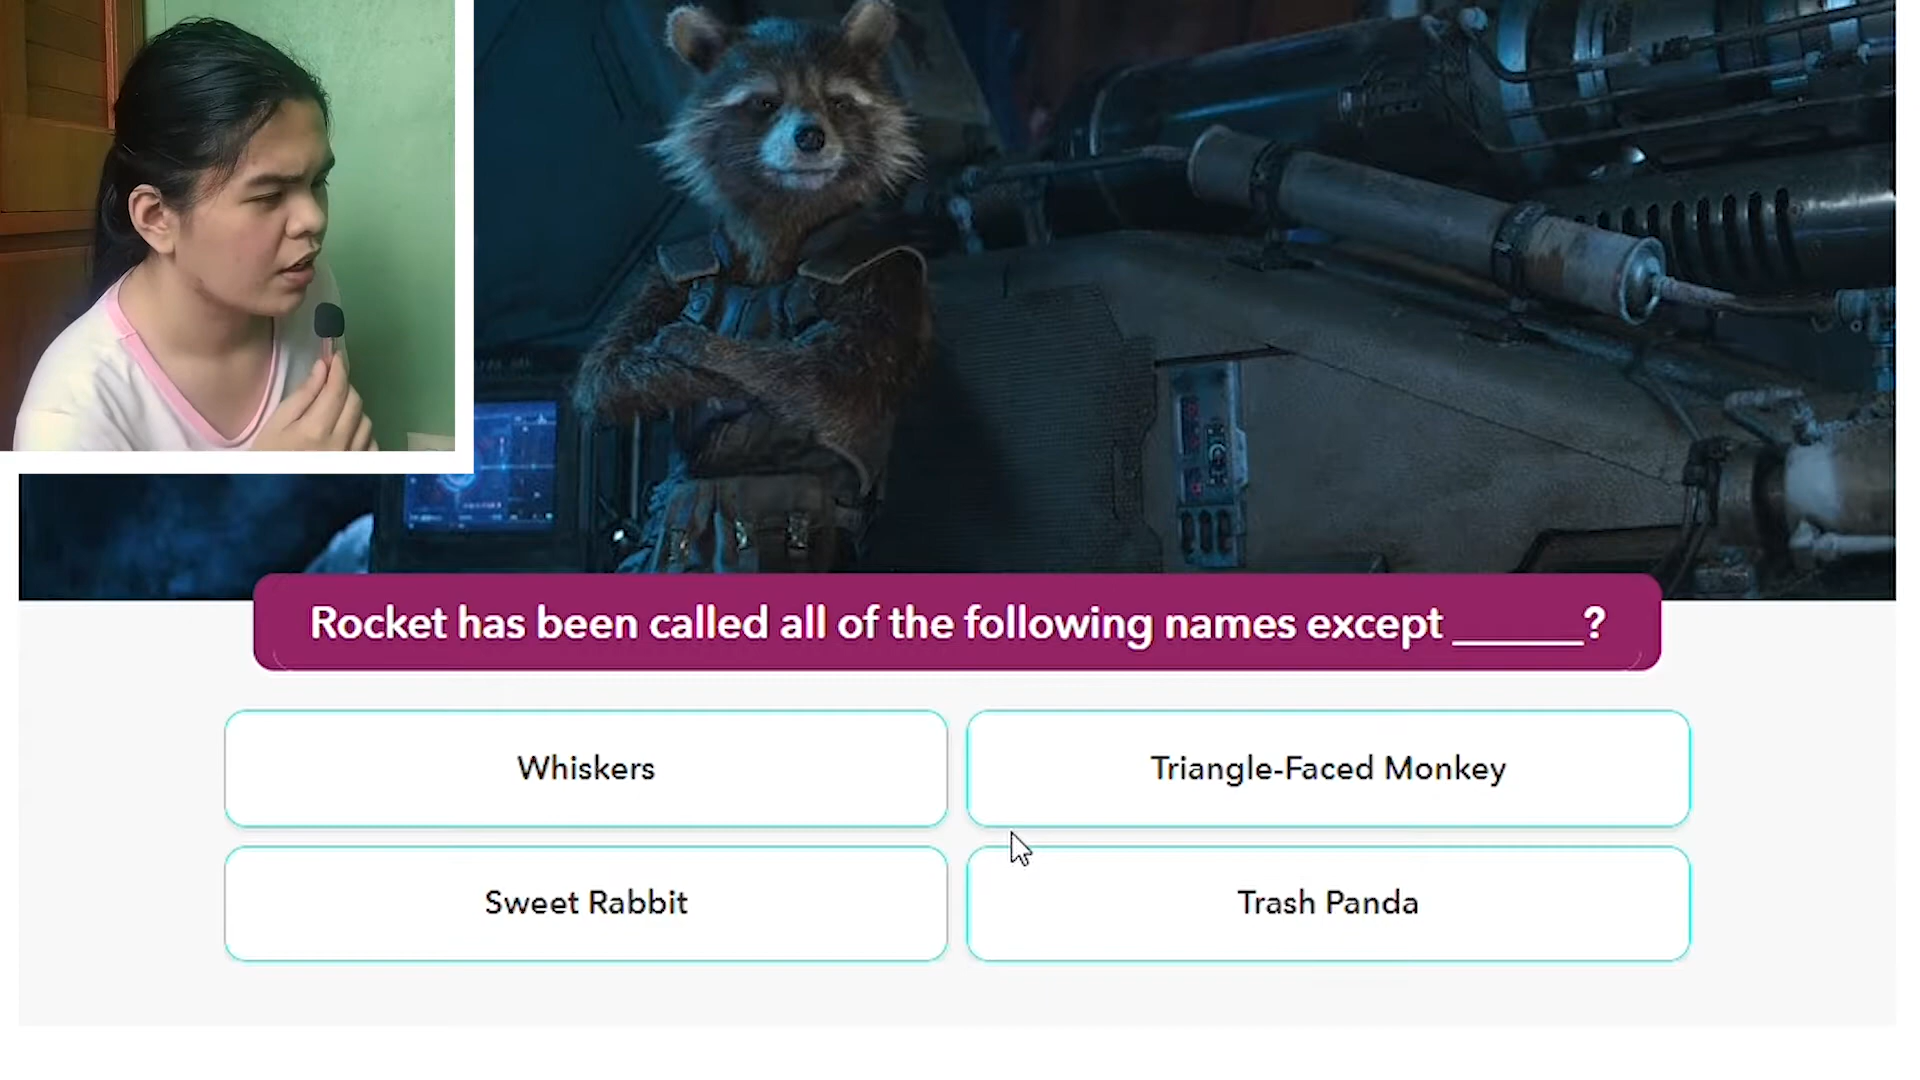 Rocket has been called all of the following names except ______?
Whiskers
Triangle-Faced Monkey
Sweet Rabbit
Trash Panda